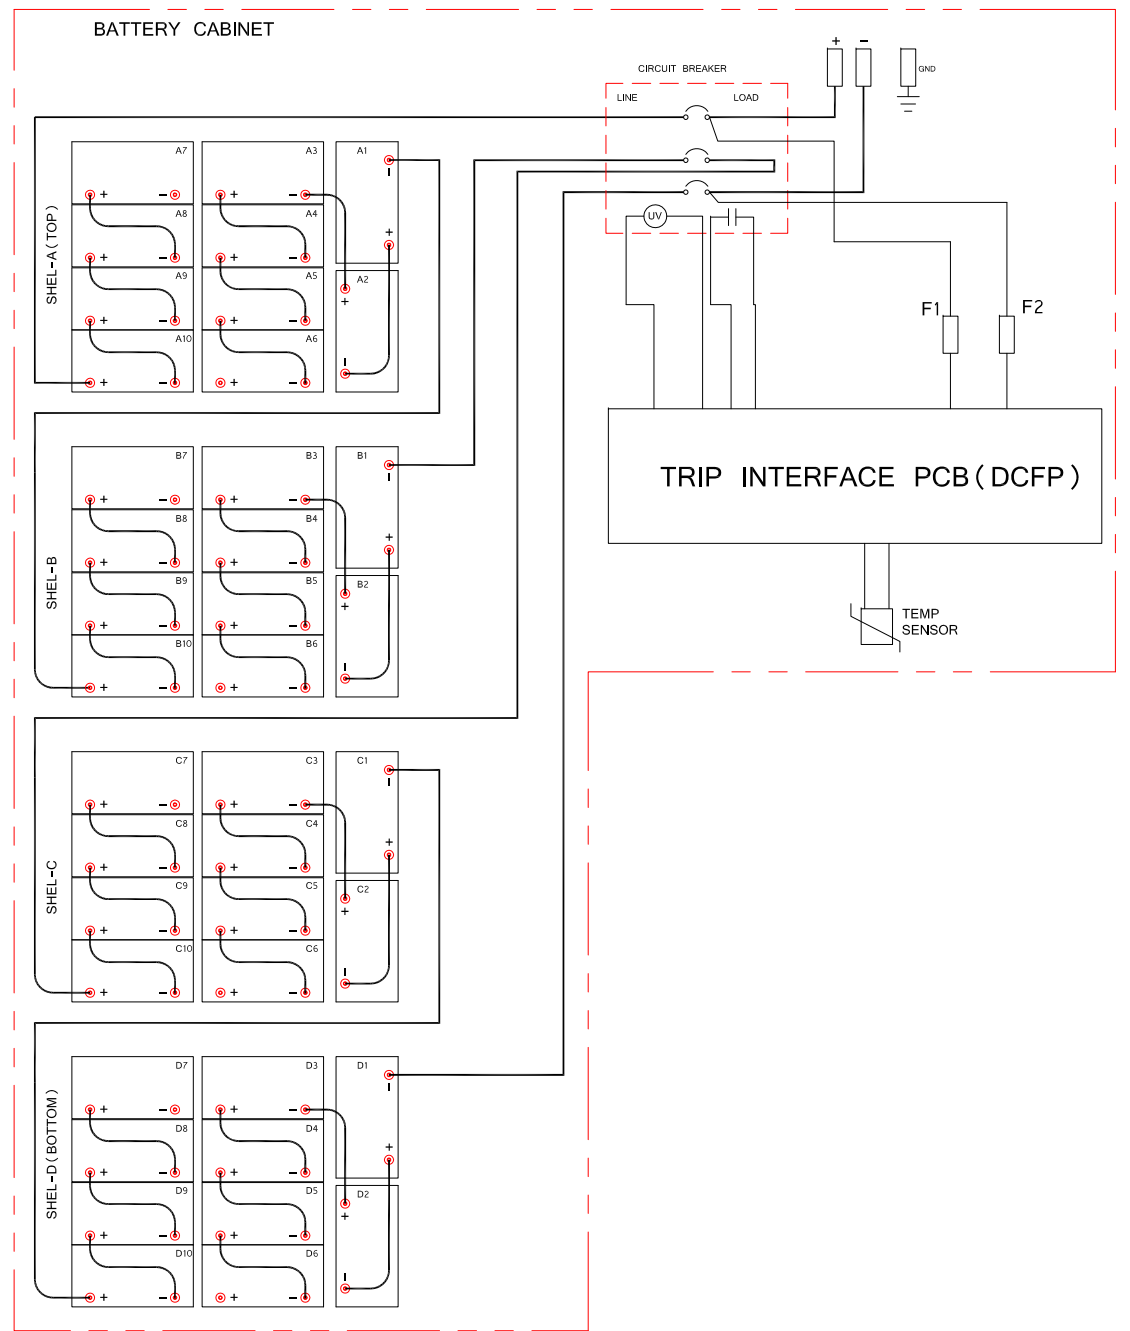 BATTERY CABINET
+ −
GND
CIRCUIT BREAKER
LINE LOAD
UV
F1 F2
TRIP INTERFACE PCB(DCFP)
TEMP
SENSOR
SHEL-A(TOP)
A7 A3 A1
+ − + − −
A8 A4
+ − + − +
A9 A5 A2
+ − + − +
A10 A6
+ − + − −
SHEL-B
B7 B3 B1
+ − + − −
B8 B4
+ − + − +
B9 B5 B2
+ − + − +
B10 B6
+ − + − −
SHEL-C
C7 C3 C1
+ − + − −
C8 C4
+ − + − +
C9 C5 C2
+ − + − +
C10 C6
+ − + − −
SHEL-D(BOTTOM)
D7 D3 D1
+ − + − −
D8 D4
+ − + − +
D9 D5 D2
+ − + − +
D10 D6
+ − + − −